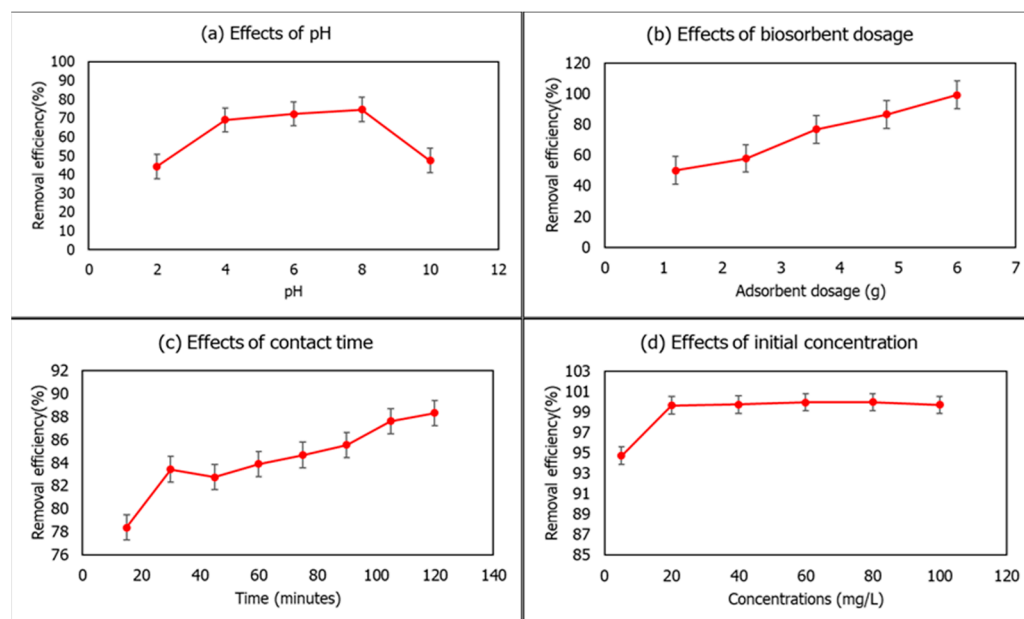 (a) Effects of pH
Removal efficiency(%)
100
90
80
70
60
50
40
30
20
10
0
0 2 4 6 8 10 12
pH
(b) Effects of biosorbent dosage
Removal efficiency(%)
120
100
80
60
40
20
0
0 1 2 3 4 5 6 7
Adsorbent dosage (g)
(c) Effects of contact time
Removal efficiency(%)
92
90
88
86
84
82
80
78
76
0 20 40 60 80 100 120 140
Time (minutes)
(d) Effects of initial concentration
Removal efficiency(%)
103
101
99
97
95
93
91
89
87
85
0 20 40 60 80 100 120
Concentrations (mg/L)